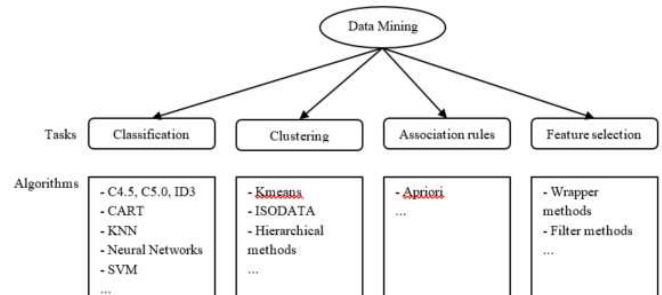 Data Mining
Tasks
Classification
Clustering
Association rules
Feature selection
Algorithms
- C4.5, C5.0, ID3
- CART
- KNN
- Neural Networks
- SVM
...
- Kmeans
- ISODATA
- Hierarchical
methods
...
- Apriori
...
- Wrapper
methods
- Filter methods
...